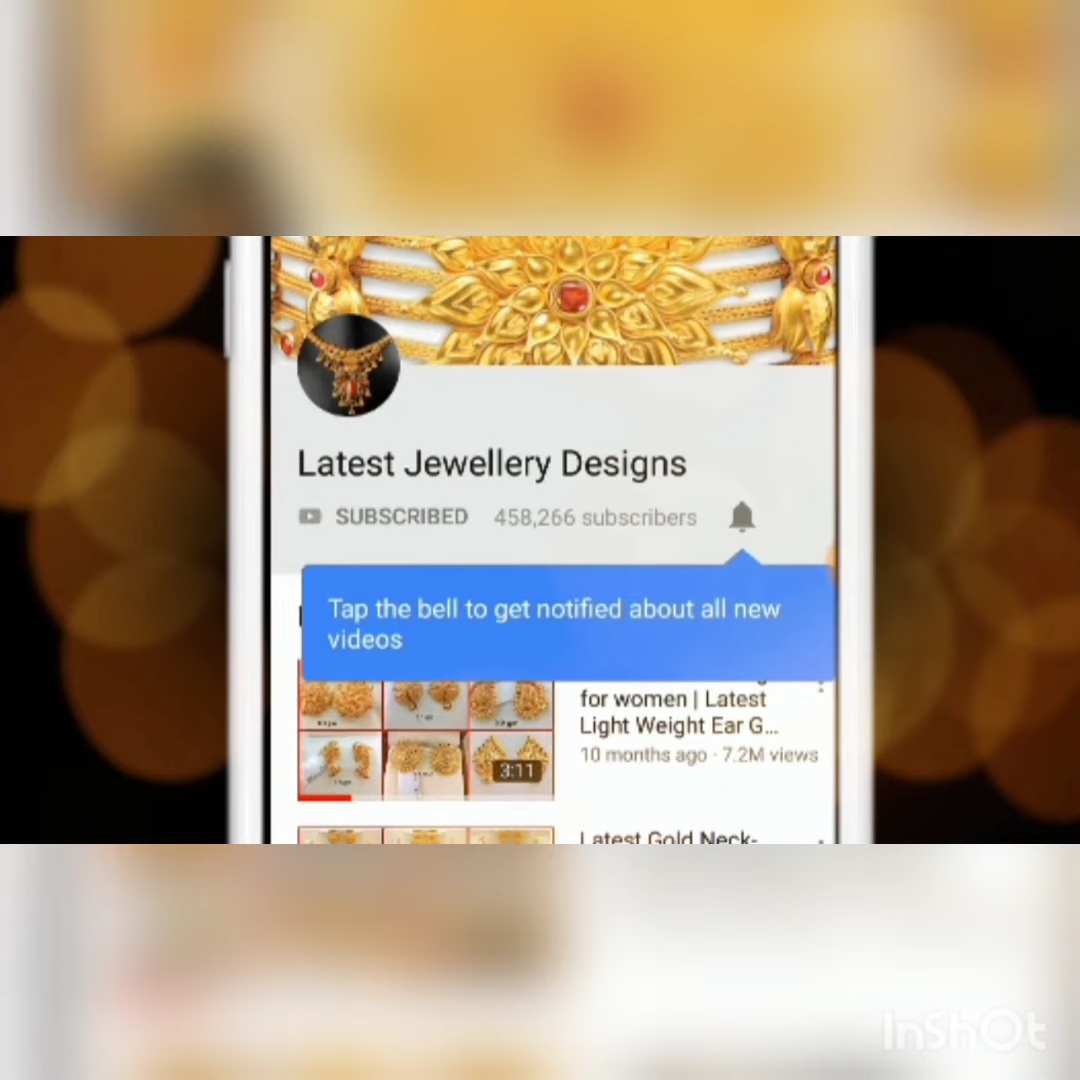 Latest Jewellery Designs
SUBSCRIBED 458,266 subscribers
Tap the bell to get notified about all new
videos
for women | Latest
Light Weight Ear G...
10 months ago · 7.2M views
3:11
Latest Gold Neck-
InShOt